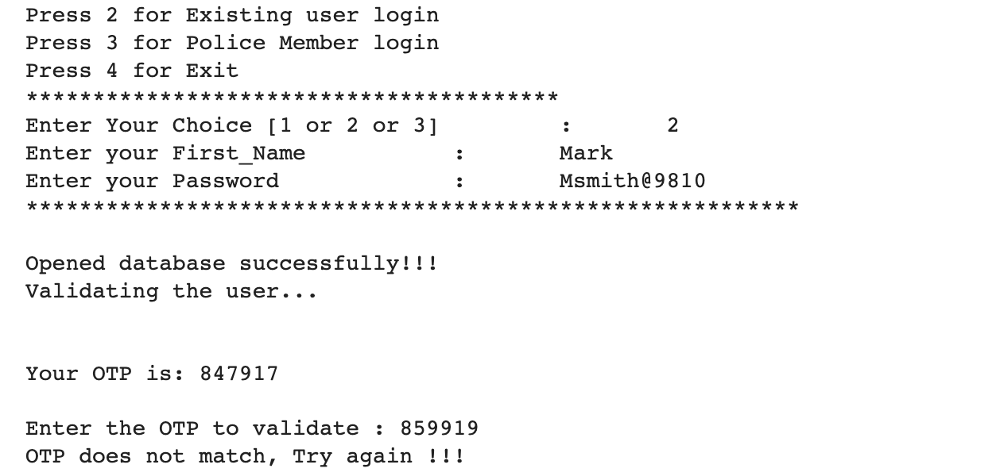 Press 2 for Existing user login
Press 3 for Police Member login
Press 4 for Exit
****************************************
Enter Your Choice [1 or 2 or 3] : 2
Enter your First_Name : Mark
Enter your Password : Msmith@9810
**********************************************************
Opened database successfully!!!
Validating the user...
Your OTP is: 847917
Enter the OTP to validate : 859919
OTP does not match, Try again !!!